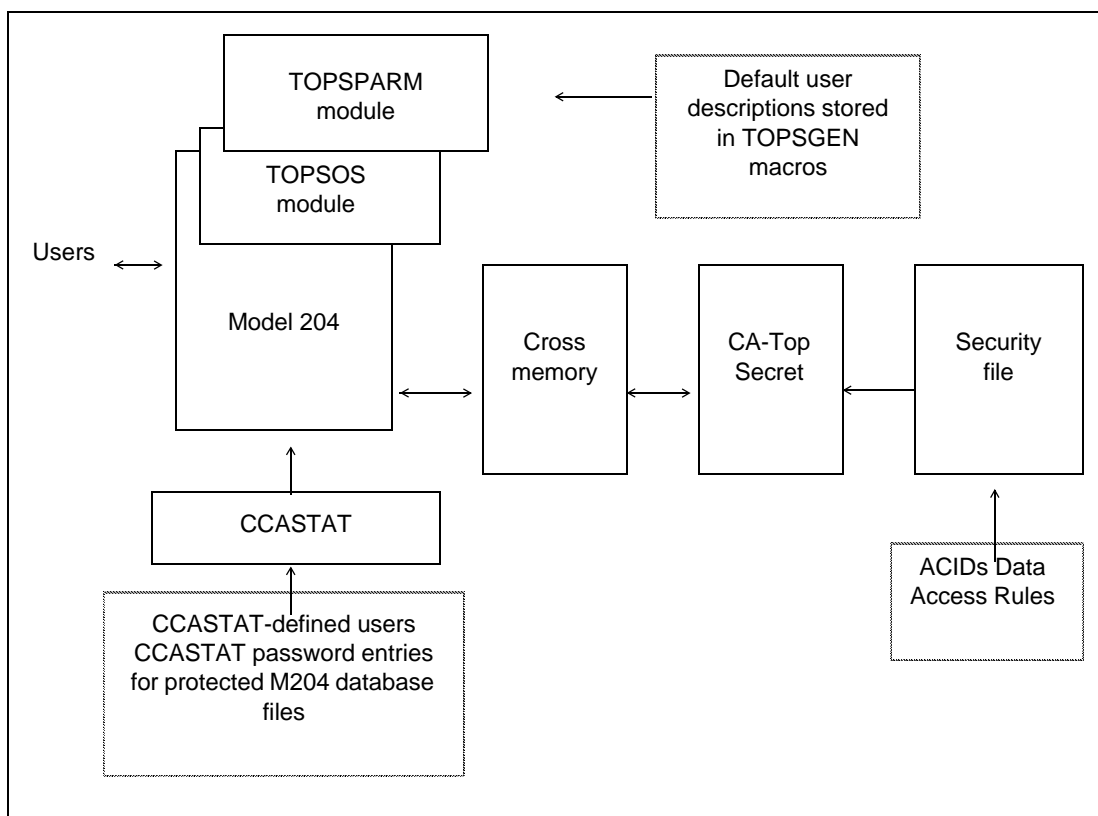 TOPSPARM
module
Default user
descriptions stored
in TOPSGEN
macros
TOPSOS
module
Users
Model 204
Cross
memory
CA-Top
Secret
Security
file
CCASTAT
ACIDs Data
Access Rules
CCASTAT-defined users
CCASTAT password entries
for protected M204 database
files